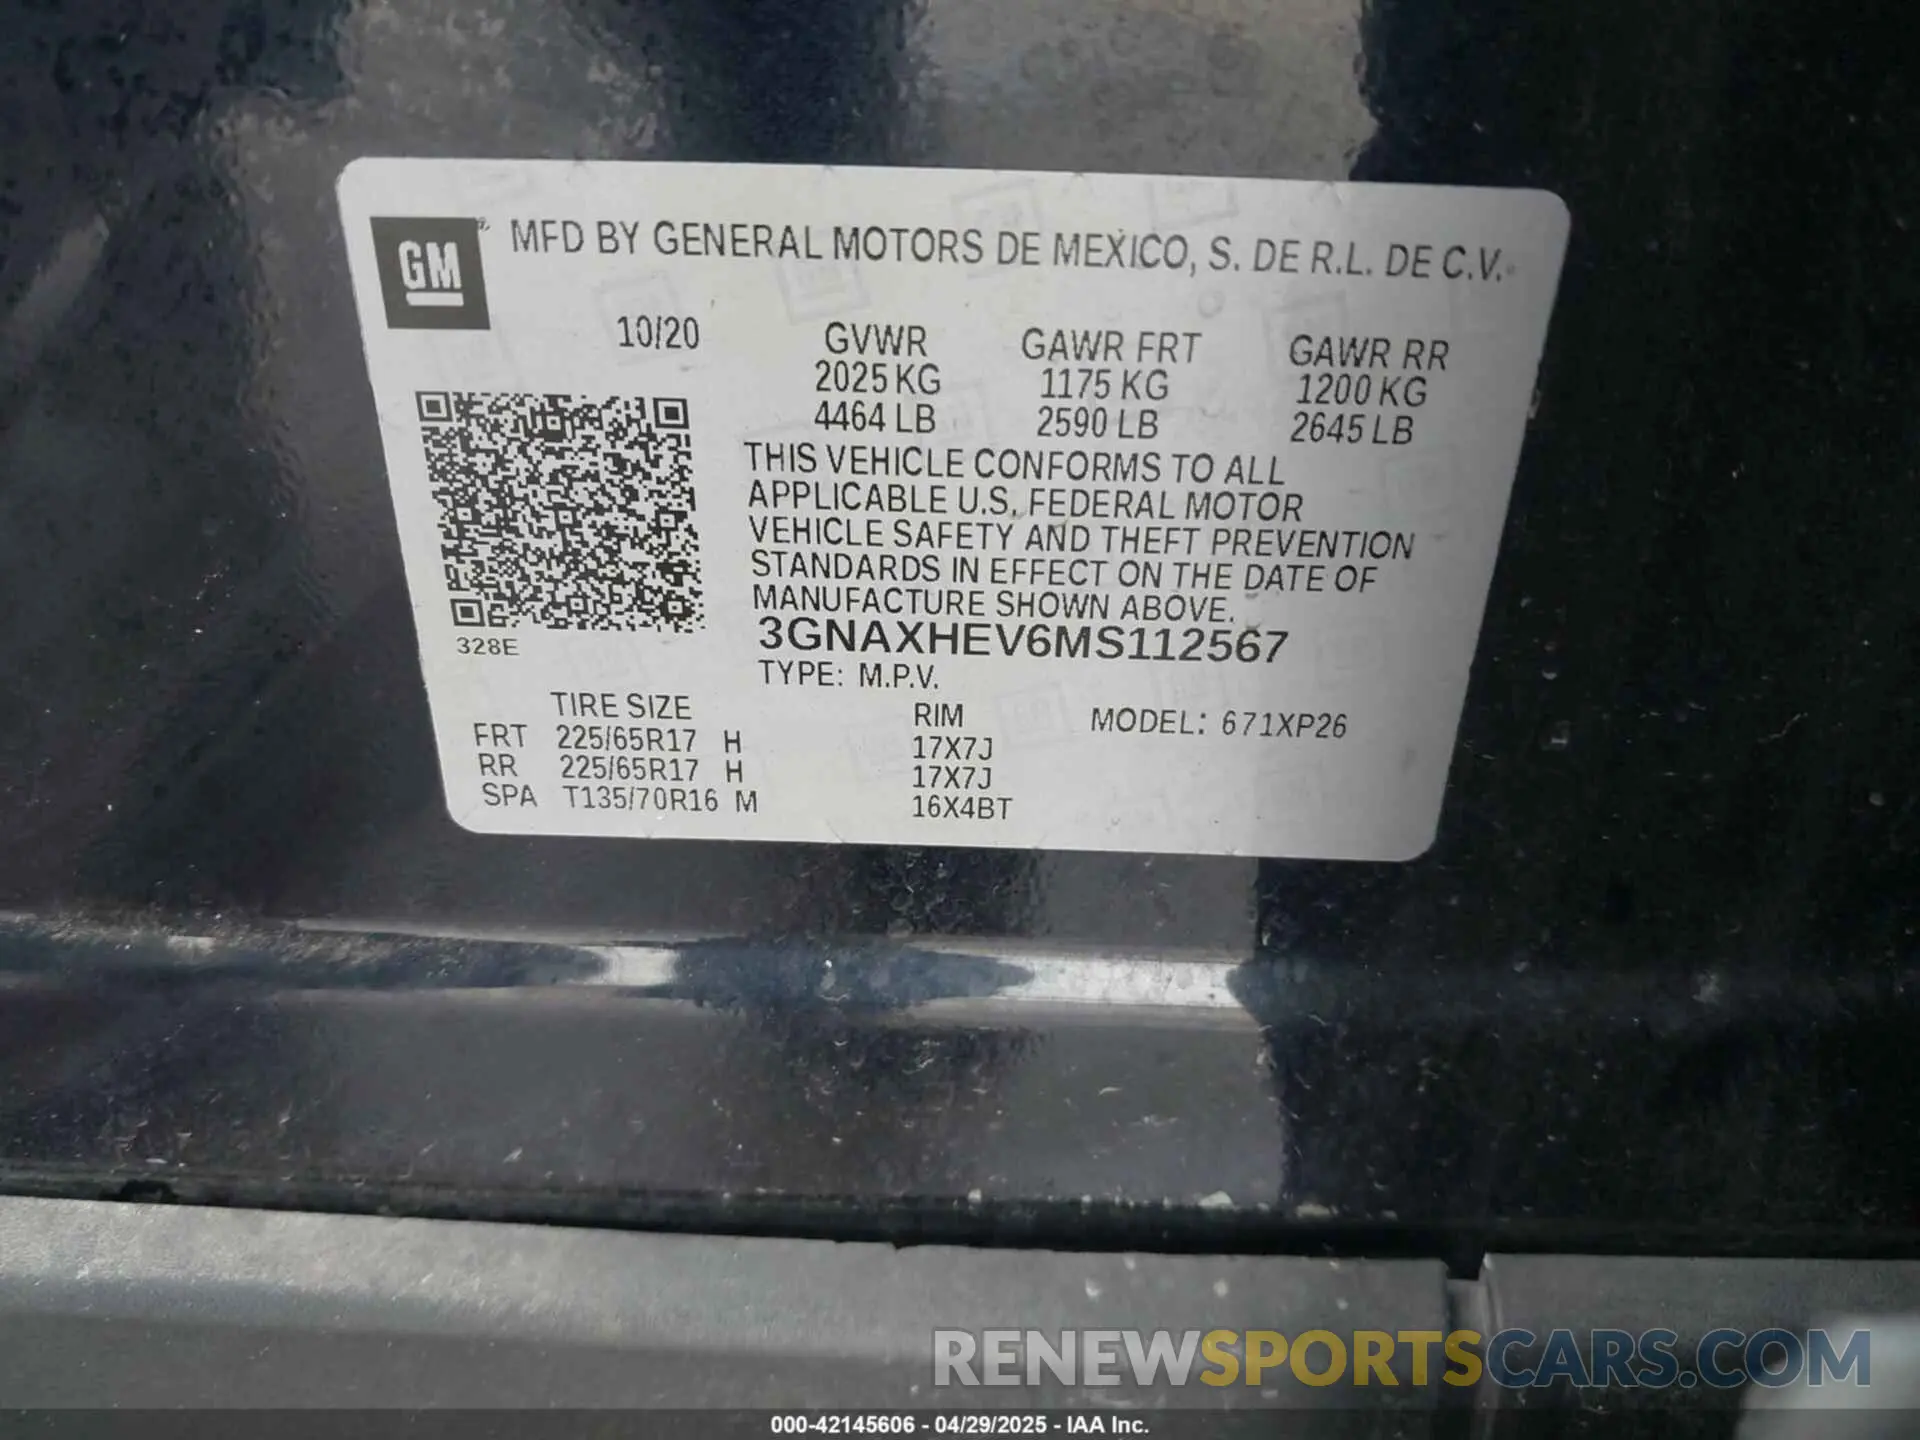 GM
MFD BY GENERAL MOTORS DE MEXICO, S. DE R.L. DE C.V.
10/20 GVWR GAWR FRT GAWR RR
2025 KG 1175 KG 1200 KG
4464 LB 2590 LB 2645 LB
THIS VEHICLE CONFORMS TO ALL
APPLICABLE U.S. FEDERAL MOTOR
VEHICLE SAFETY AND THEFT PREVENTION
STANDARDS IN EFFECT ON THE DATE OF
MANUFACTURE SHOWN ABOVE.
3GNAXHEV6MS112567
328E
TYPE: M.P.V.
TIRE SIZE RIM MODEL: 671XP26
FRT 225/65R17 H 17X7J
RR 225/65R17 H 17X7J
SPA T135/70R16 M 16X4BT
RENEWSPORTSCARS.COM
000-42145606 - 04/29/2025 - IAA Inc.